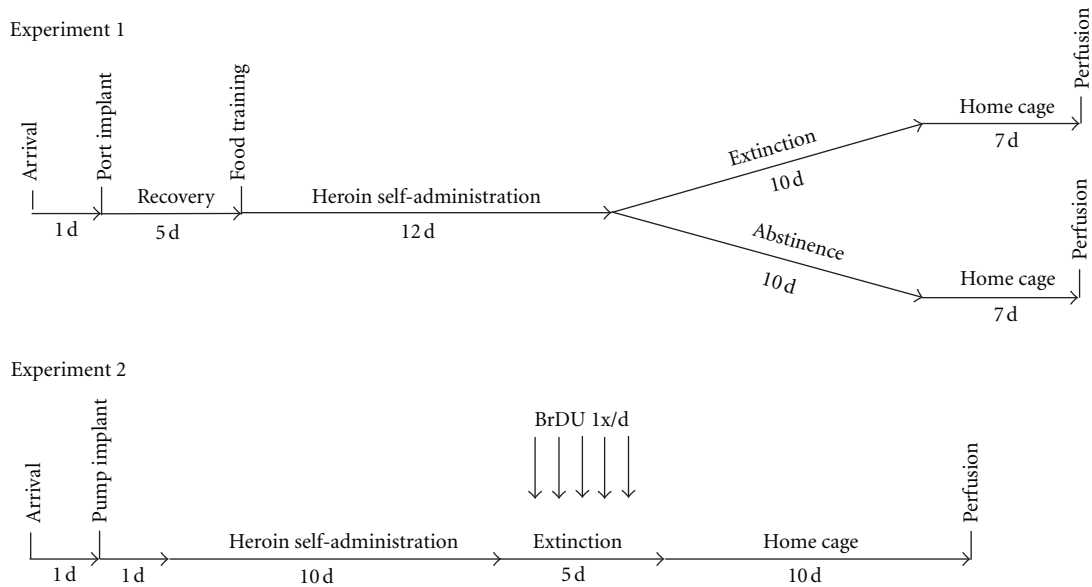 Experiment 1
Arrival
Port implant
Food training
Perfusion
Recovery
Heroin self-administration
Extinction
Home cage
1 d
5 d
12 d
10 d
7 d
Abstinence
10 d
Home cage
7 d
Perfusion
Experiment 2
BrDU 1x/d
Arrival
Pump implant
Perfusion
Heroin self-administration
Extinction
Home cage
1 d
1 d
10 d
5 d
10 d